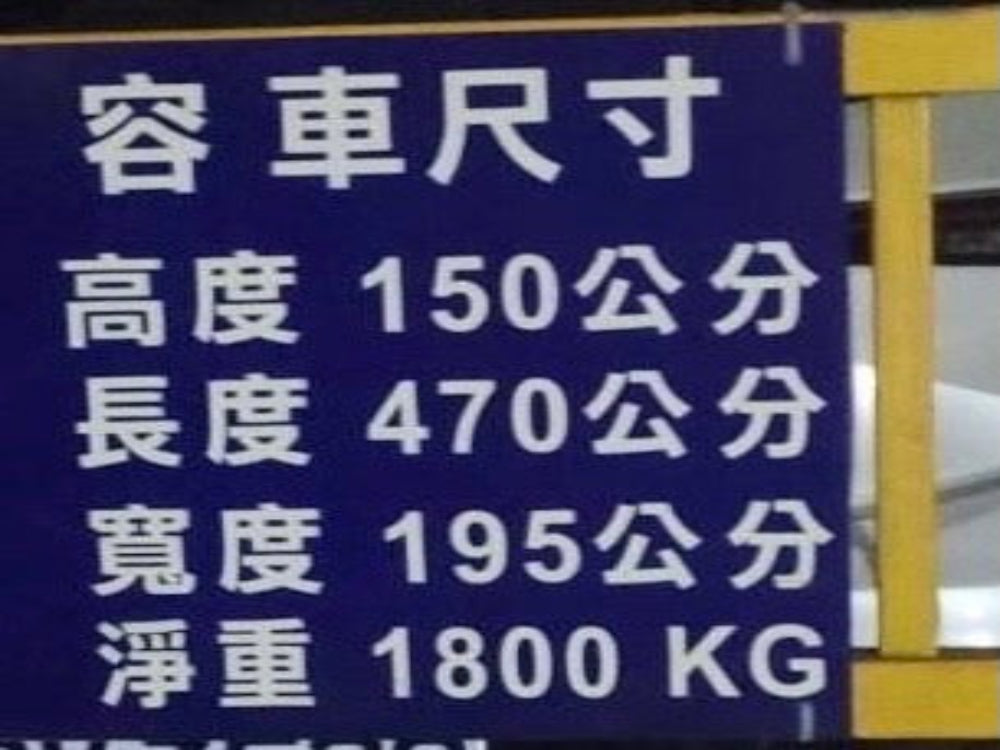 容車尺寸
高度 150公分
長度 470公分
寬度 195公分
淨重 1800 KG